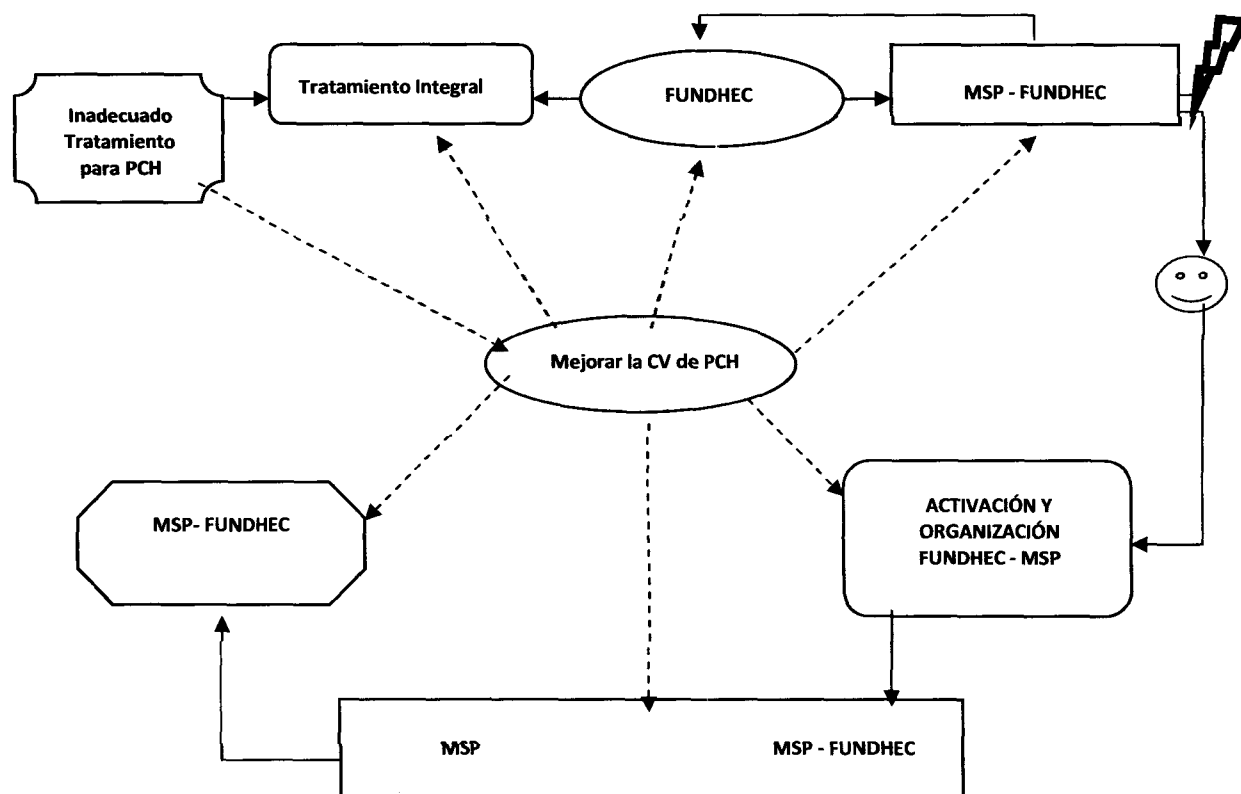 Inadecuado
Tratamiento
para PCH
Tratamiento Integral
FUNDHEC
MSP - FUNDHEC
Mejorar la CV de PCH
MSP- FUNDHEC
ACTIVACIÓN Y
ORGANIZACIÓN
FUNDHEC - MSP
MSP
MSP - FUNDHEC